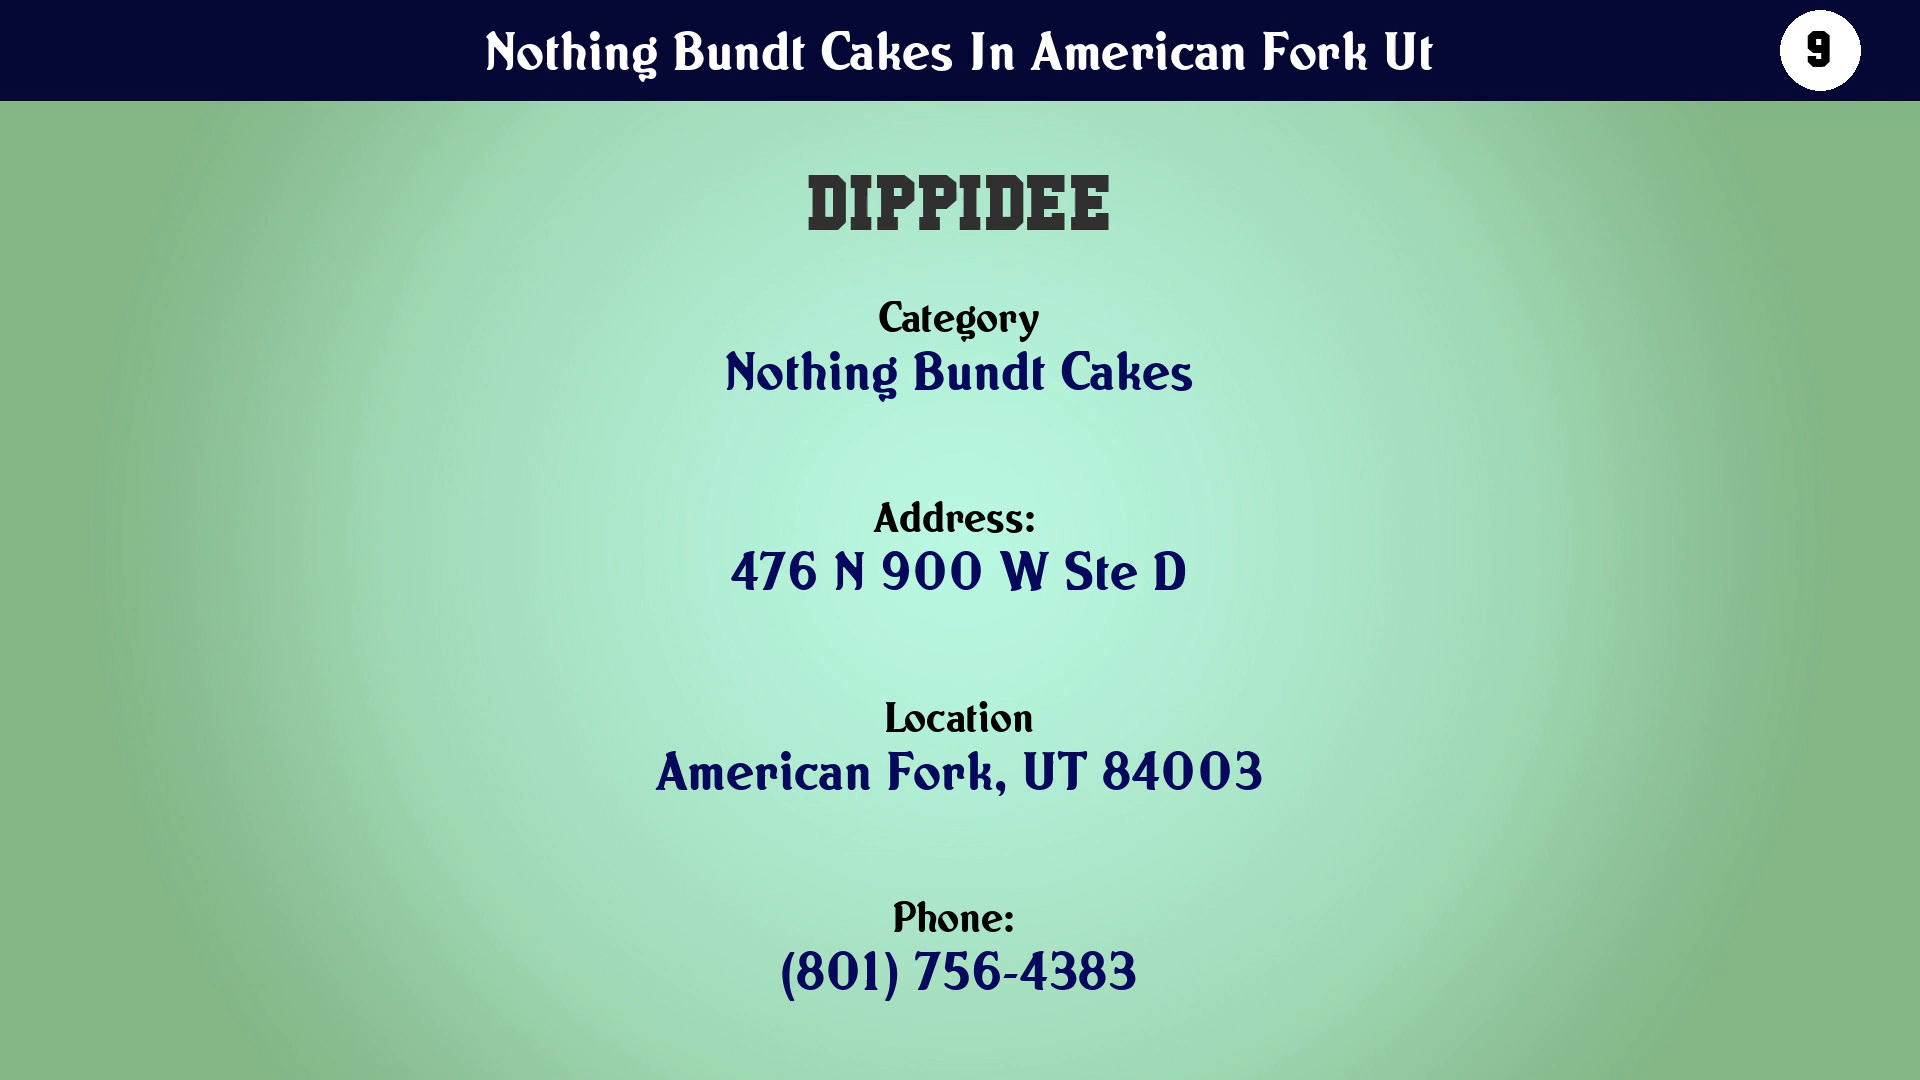 Nothing Bundt Cakes In American Fork Ut
9
DIPPIDEE
Category
Nothing Bundt Cakes
Address:
476 N 900 W Ste D
Location
American Fork, UT 84003
Phone:
(801) 756-4383